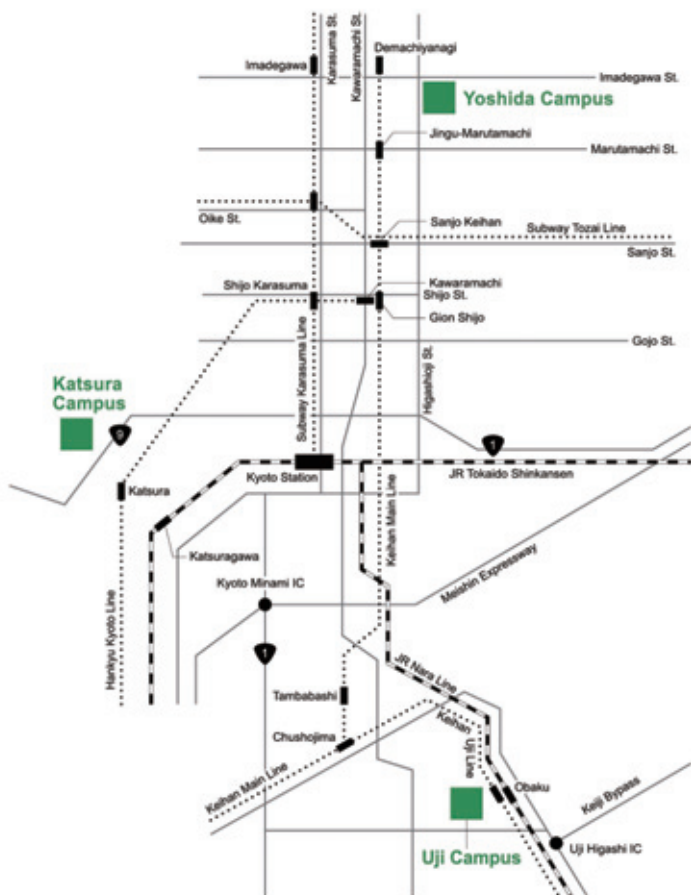 Karasuma St.
Kawaramachi St.
Demachiyanagi
Imadegawa
Imadegawa St.
Yoshida Campus
Jingu-Marutamachi
Marutamachi St.
Oike St.
Sanjo Keihan
Subway Tozai Line
Sanjo St.
Shijo Karasuma
Kawaramachi
Shijo St.
Gion Shijo
Gojo St.
Subway Karasuma Line
Higashioji St.
Katsura
Campus
9
1
Kyoto Station
JR Tokaido Shinkansen
Katsura
Katsuragawa
Keihan Main Line
Kyoto Minami IC
Meishin Expressway
Hankyu Kyoto Line
1
JR Nara Line
Tambabashi
Chushojima
Keihan
Uji Line
Keihan Main Line
Obaku
Keiji Bypass
Uji Campus
Uji Higashi IC